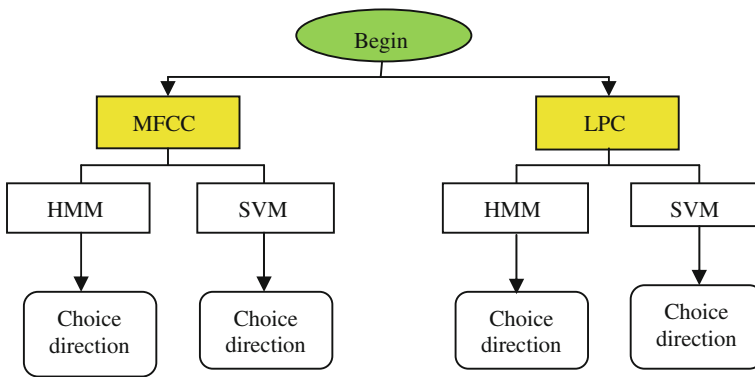 Begin
MFCC
LPC
HMM
SVM
HMM
SVM
Choice
direction
Choice
direction
Choice
direction
Choice
direction